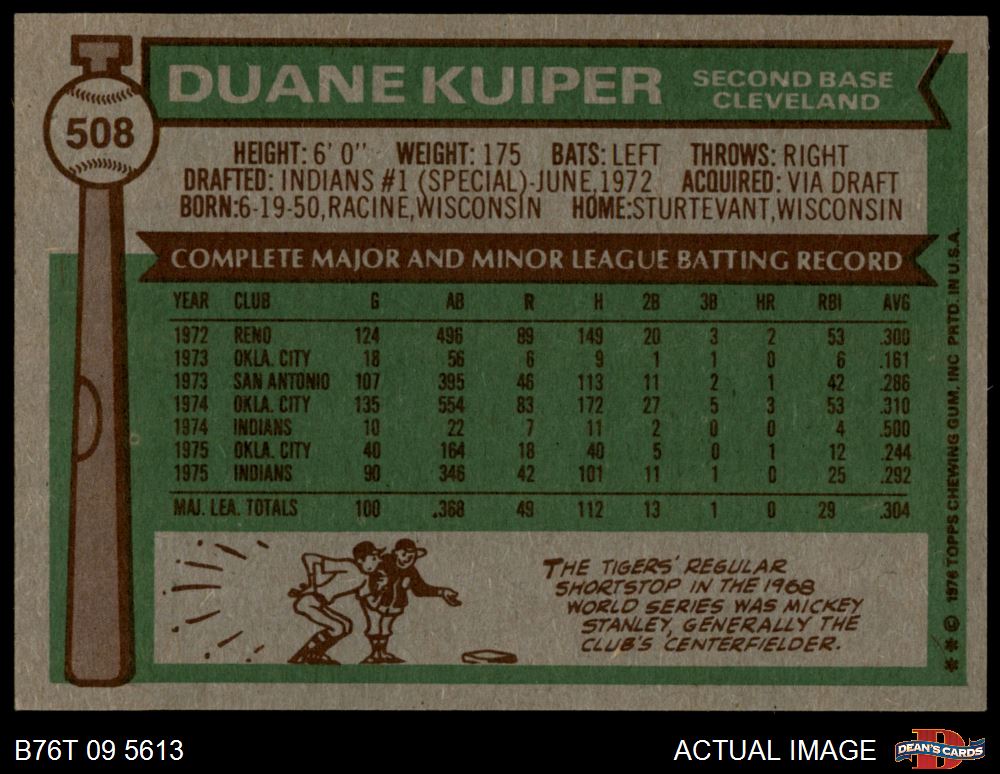 508
DUANE KUIPER
SECOND BASE
CLEVELAND
HEIGHT: 6' 0" WEIGHT: 175 BATS: LEFT THROWS: RIGHT
DRAFTED: INDIANS #1 (SPECIAL)-JUNE,1972 ACQUIRED: VIA DRAFT
BORN:6-19-50,RACINE,WISCONSIN HOME:STURTEVANT,WISCONSIN
COMPLETE MAJOR AND MINOR LEAGUE BATTING RECORD
YEAR CLUB G AB R H 2B 3B HR RBI AVG
1972 RENO 124 496 89 149 20 3 2 53 .300
1973 OKLA. CITY 18 56 6 9 1 1 0 6 .161
1973 SAN ANTONIO 107 395 46 113 11 2 1 42 .286
1974 OKLA. CITY 135 554 83 172 27 5 3 53 .310
1974 INDIANS 10 22 7 11 2 0 0 4 .500
1975 OKLA. CITY 40 164 18 40 5 0 1 12 .244
1975 INDIANS 90 346 42 101 11 1 0 25 .292
MAJ. LEA. TOTALS 100 .368 49 112 13 1 0 29 .304
THE TIGERS' REGULAR
SHORTSTOP IN THE 1968
WORLD SERIES WAS MICKEY
STANLEY, GENERALLY THE
CLUB'S CENTERFIELDER.
** © 1976 TOPPS CHEWING GUM, INC PRTD. IN U.S.A.
B76T 09 5613
ACTUAL IMAGE
D
DEAN'S CARDS